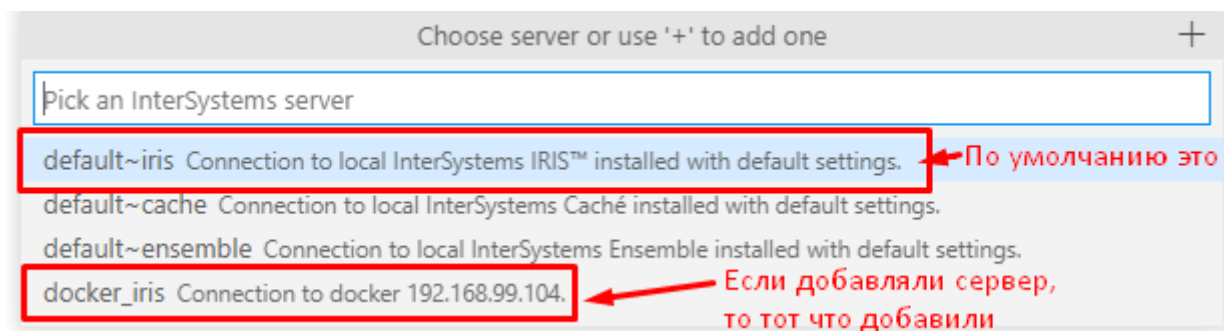 Choose server or use '+' to add one
Pick an InterSystems server
default~iris Connection to local InterSystems IRIS™ installed with default settings.
По умолчанию это
default~cache Connection to local InterSystems Caché installed with default settings.
default~ensemble Connection to local InterSystems Ensemble installed with default settings.
docker_iris Connection to docker 192.168.99.104.
Если добавляли сервер,
то тот что добавили